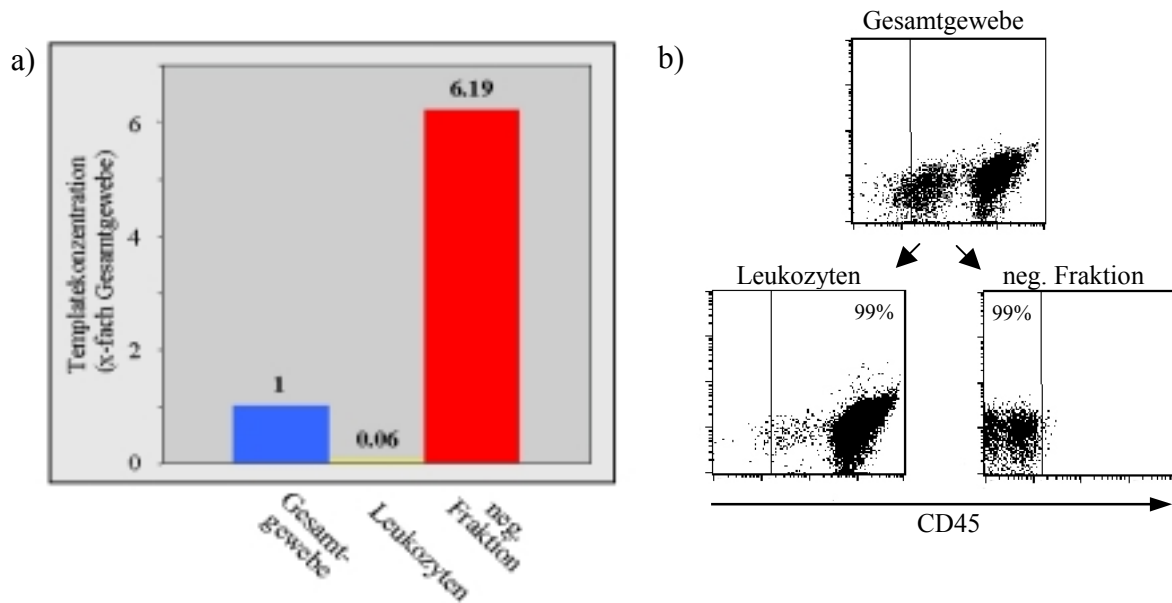 a)
Templatekonzentration
(x-fach Gesamtgewebe)
6
4
2
0
1
0.06
6.19
Gesamt-
gewebe
Leukozyten
neg.
Fraktion
b)
Gesamtgewebe
Leukozyten
99%
neg. Fraktion
99%
CD45